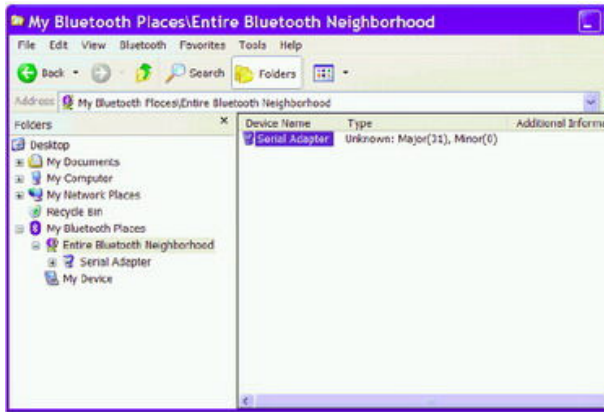 My Bluetooth Places\Entire Bluetooth Neighborhood
File Edit View Bluetooth Favorites Tools Help
Back Search Folders
Address My Bluetooth Places\Entire Bluetooth Neighborhood
Folders × Device Name Type Additional Informa
Desktop Serial Adapter Unknown: Major(31), Minor(0)
My Documents
My Computer
My Network Places
Recycle Bin
My Bluetooth Places
Entire Bluetooth Neighborhood
Serial Adapter
My Device